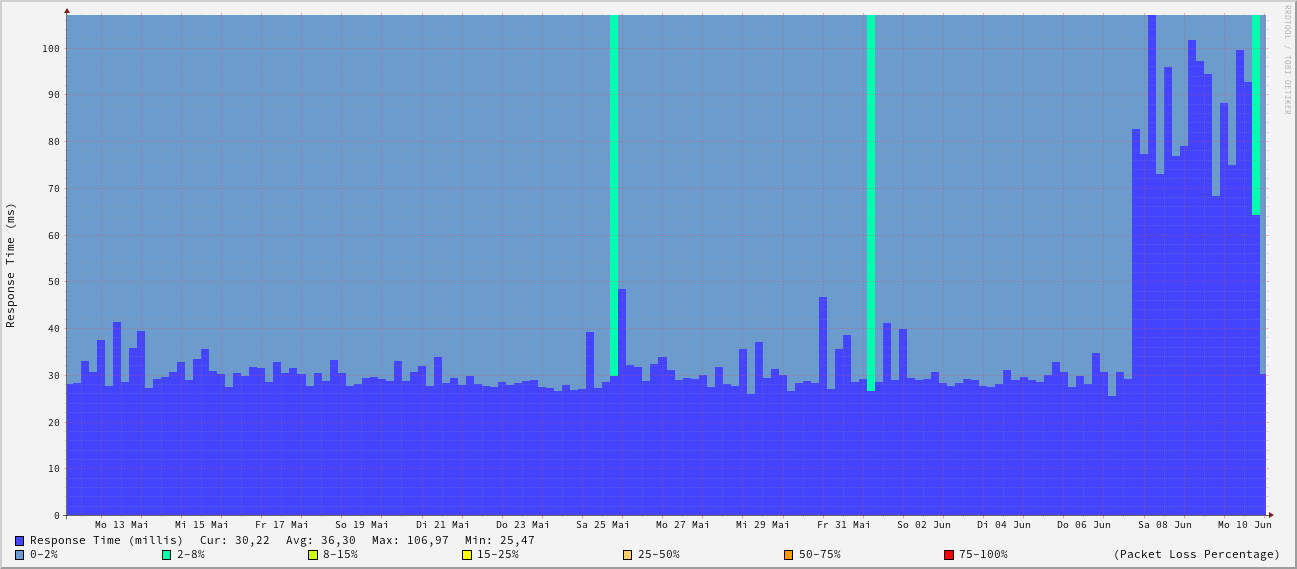 RRDTOOL / TOBI OETIKER
Response Time (ms)
100
90
80
70
60
50
40
30
20
10
0
Mo 13 Mai Mi 15 Mai Fr 17 Mai So 19 Mai Di 21 Mai Do 23 Mai Sa 25 Mai Mo 27 Mai Mi 29 Mai Fr 31 Mai So 02 Jun Di 04 Jun Do 06 Jun Sa 08 Jun Mo 10 Jun
Response Time (millis) Cur: 30,22 Avg: 36,30 Max: 106,97 Min: 25,47
0-2% 2-8% 8-15% 15-25% 25-50% 50-75% 75-100% (Packet Loss Percentage)